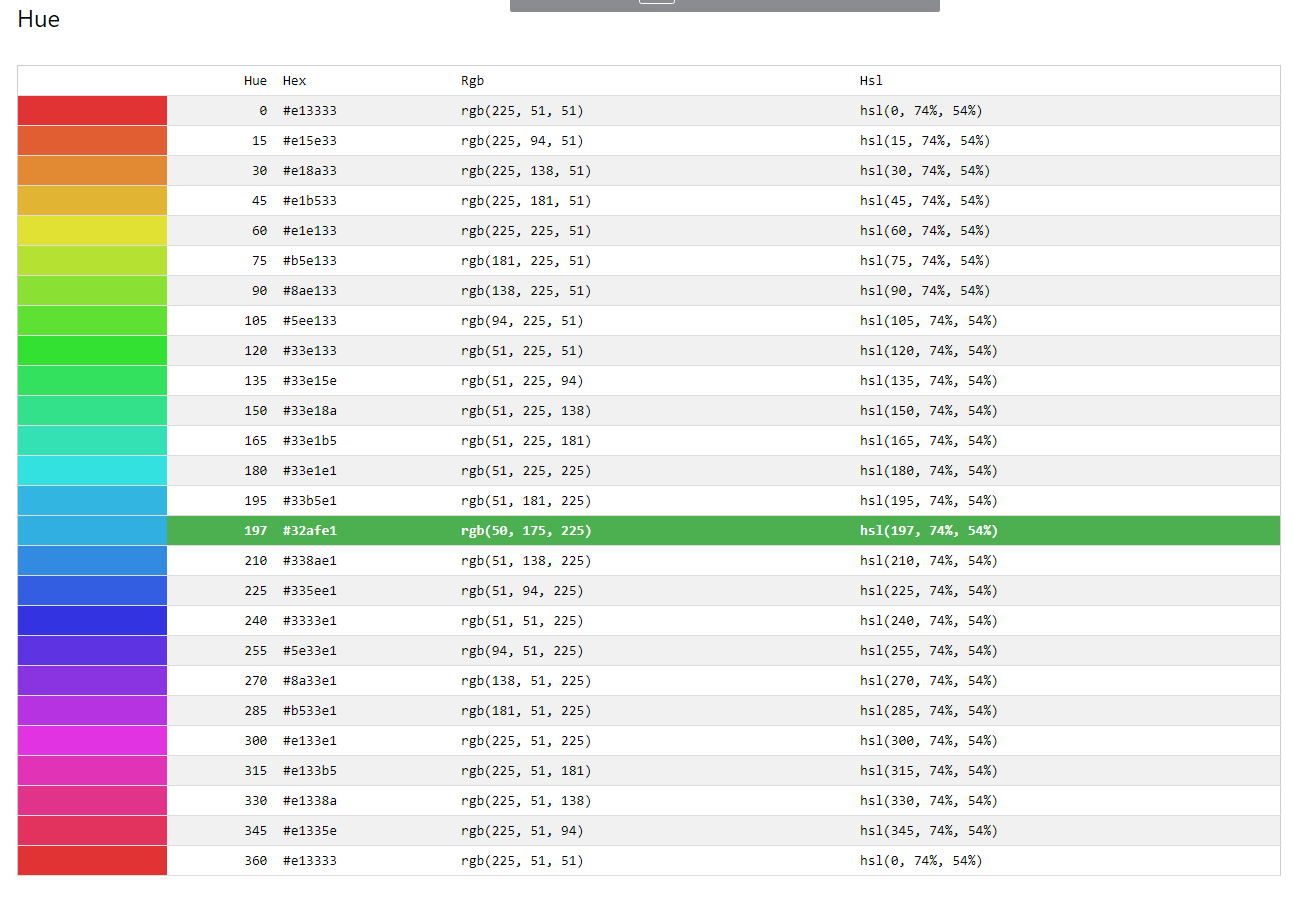 Hue
Hue Hex Rgb Hsl
0 #e13333 rgb(225, 51, 51) hsl(0, 74%, 54%)
15 #e15e33 rgb(225, 94, 51) hsl(15, 74%, 54%)
30 #e18a33 rgb(225, 138, 51) hsl(30, 74%, 54%)
45 #e1b533 rgb(225, 181, 51) hsl(45, 74%, 54%)
60 #e1e133 rgb(225, 225, 51) hsl(60, 74%, 54%)
75 #b5e133 rgb(181, 225, 51) hsl(75, 74%, 54%)
90 #8ae133 rgb(138, 225, 51) hsl(90, 74%, 54%)
105 #5ee133 rgb(94, 225, 51) hsl(105, 74%, 54%)
120 #33e133 rgb(51, 225, 51) hsl(120, 74%, 54%)
135 #33e15e rgb(51, 225, 94) hsl(135, 74%, 54%)
150 #33e18a rgb(51, 225, 138) hsl(150, 74%, 54%)
165 #33e1b5 rgb(51, 225, 181) hsl(165, 74%, 54%)
180 #33e1e1 rgb(51, 225, 225) hsl(180, 74%, 54%)
195 #33b5e1 rgb(51, 181, 225) hsl(195, 74%, 54%)
197 #32afe1 rgb(50, 175, 225) hsl(197, 74%, 54%)
210 #338ae1 rgb(51, 138, 225) hsl(210, 74%, 54%)
225 #335ee1 rgb(51, 94, 225) hsl(225, 74%, 54%)
240 #3333e1 rgb(51, 51, 225) hsl(240, 74%, 54%)
255 #5e33e1 rgb(94, 51, 225) hsl(255, 74%, 54%)
270 #8a33e1 rgb(138, 51, 225) hsl(270, 74%, 54%)
285 #b533e1 rgb(181, 51, 225) hsl(285, 74%, 54%)
300 #e133e1 rgb(225, 51, 225) hsl(300, 74%, 54%)
315 #e133b5 rgb(225, 51, 181) hsl(315, 74%, 54%)
330 #e1338a rgb(225, 51, 138) hsl(330, 74%, 54%)
345 #e1335e rgb(225, 51, 94) hsl(345, 74%, 54%)
360 #e13333 rgb(225, 51, 51) hsl(0, 74%, 54%)